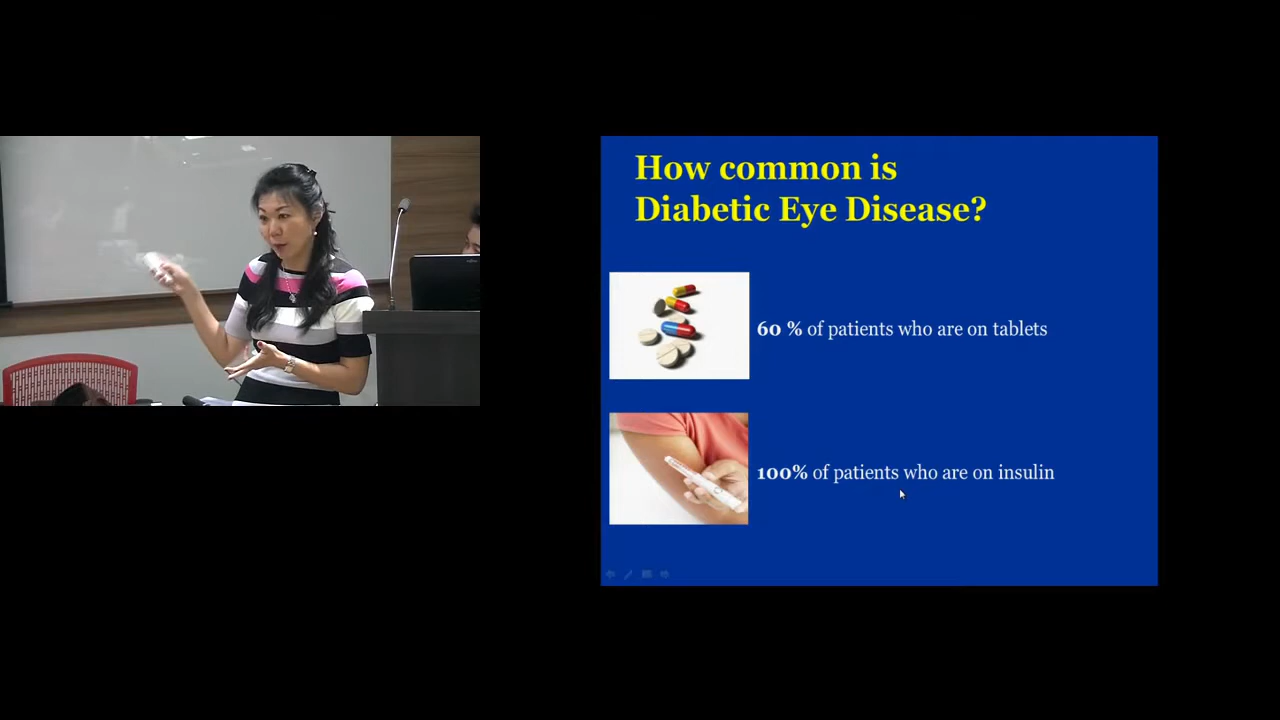 How common is
Diabetic Eye Disease?
60 % of patients who are on tablets
100% of patients who are on insulin